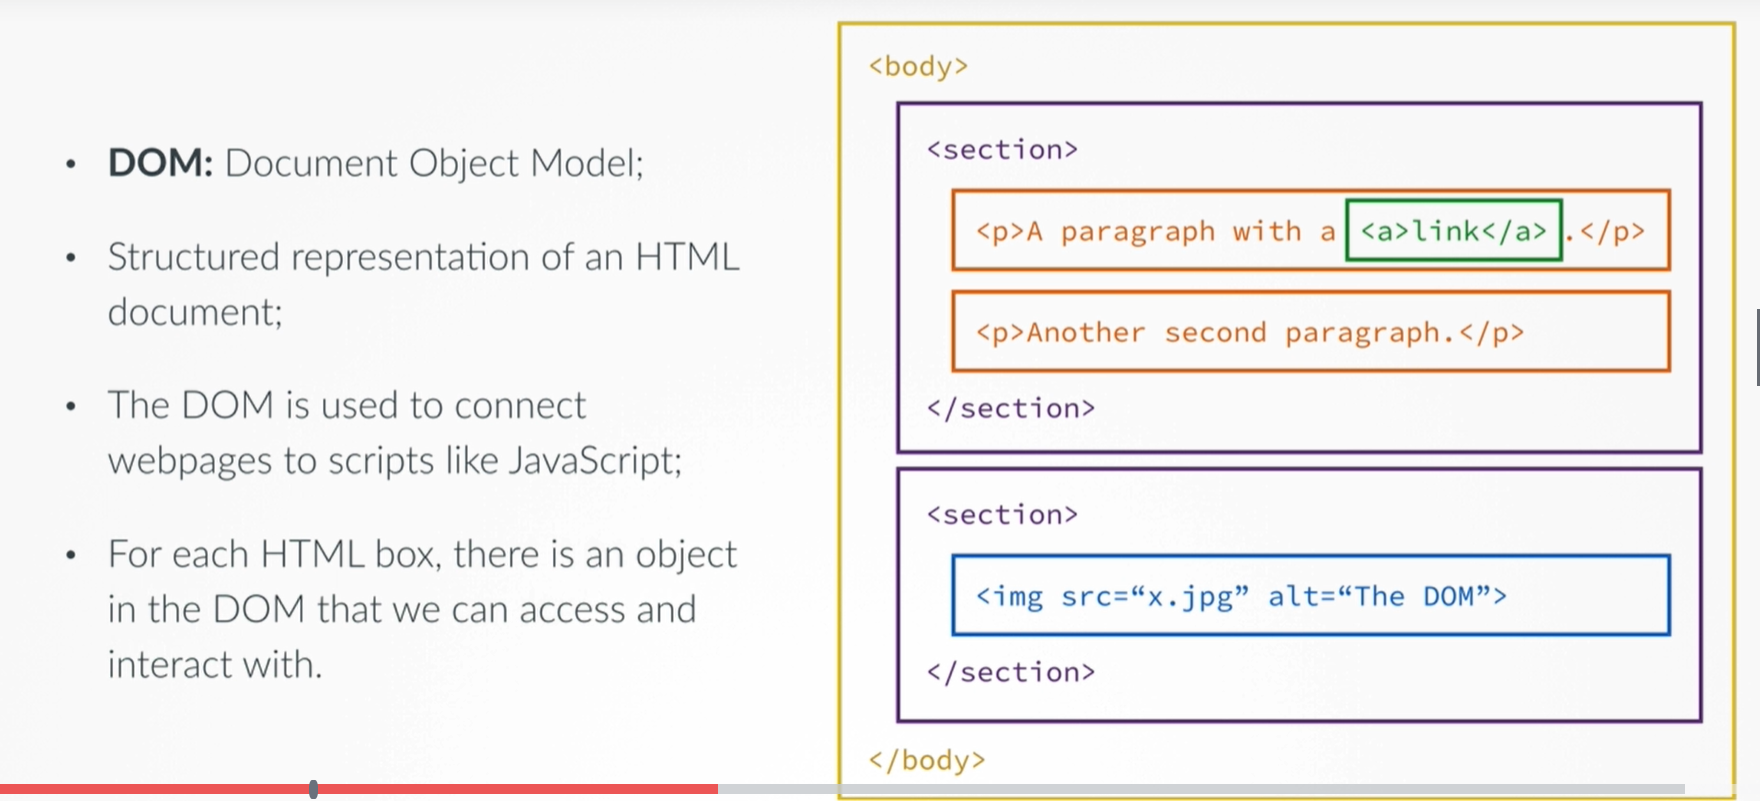 • DOM: Document Object Model;
• Structured representation of an HTML
document;
• The DOM is used to connect
webpages to scripts like JavaScript;
• For each HTML box, there is an object
in the DOM that we can access and
interact with.
<body>
<section>
<p>A paragraph with a <a>link</a>.</p>
<p>Another second paragraph.</p>
</section>
<section>
<img src=“x.jpg” alt=“The DOM”>
</section>
</body>